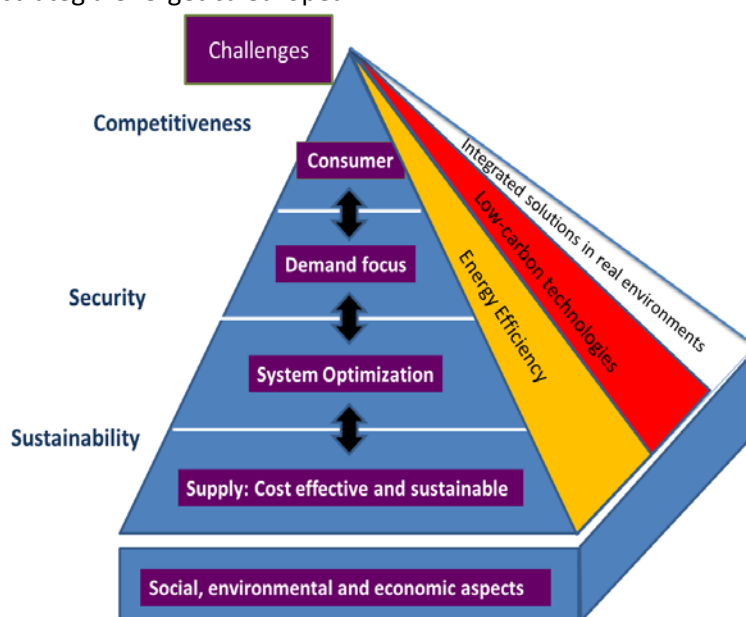 Challenges
Competitiveness
Consumer
Integrated solutions in real environments
Low-carbon technologies
Energy Efficiency
Demand focus
Security
System Optimization
Sustainability
Supply: Cost effective and sustainable
Social, environmental and economic aspects